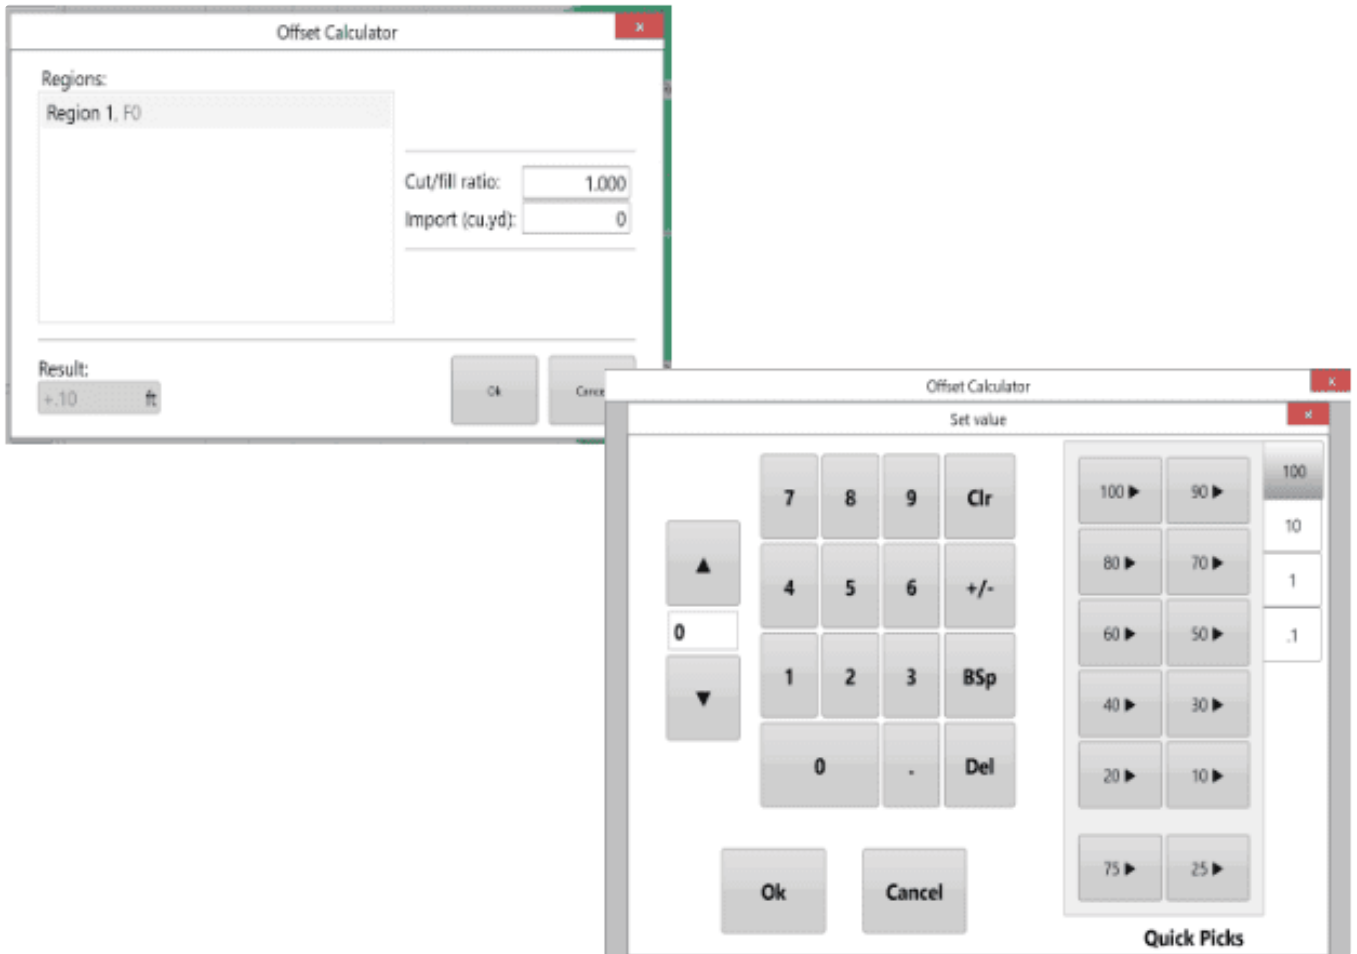 Offset Calculator
x
Regions:
Region 1, F0
Cut/fill ratio: 1.000
Import (cu.yd): 0
Result:
+.10 ft
Ok
Offset Calculator
x
Set value
x
7 8 9 Clr
4 5 6 +/-
0
1 2 3 BSp
0 . Del
Ok Cancel
100 90
80 70
60 50
40 30
20 10
75 25
100
10
1
.1
Quick Picks